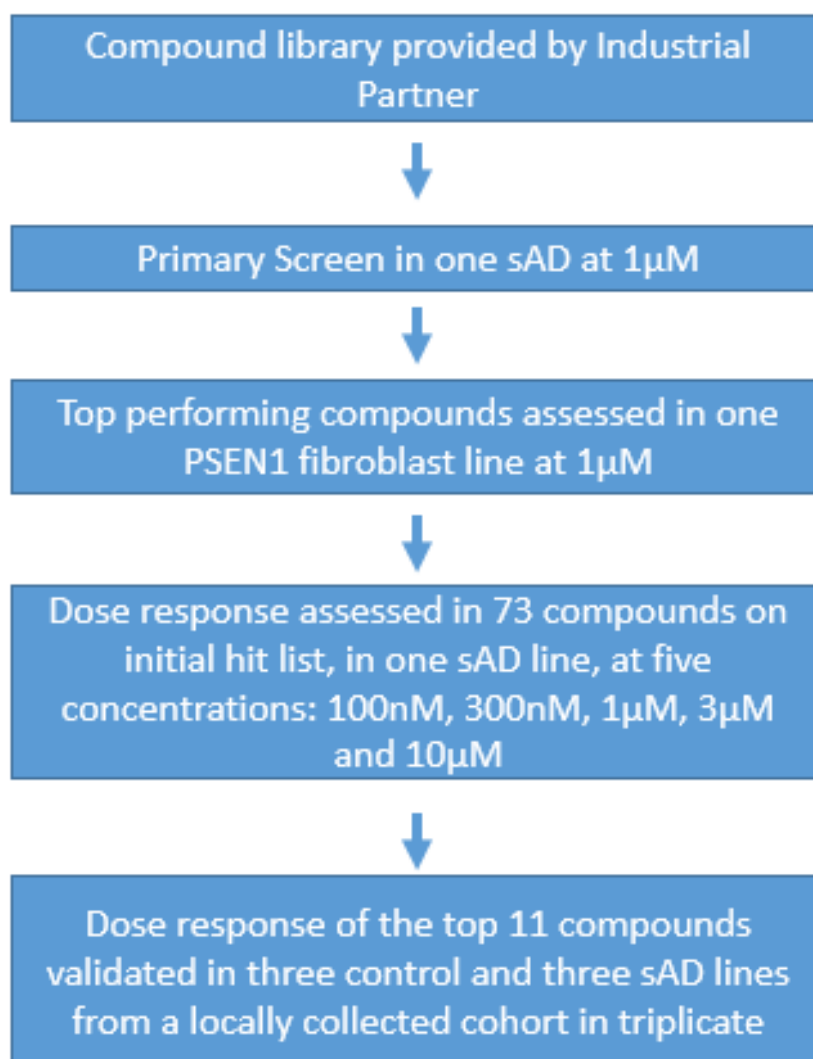 Compound library provided by Industrial
Partner
Primary Screen in one sAD at 1µM
Top performing compounds assessed in one
PSEN1 fibroblast line at 1µM
Dose response assessed in 73 compounds on
initial hit list, in one sAD line, at five
concentrations: 100nM, 300nM, 1µM, 3µM
and 10µM
Dose response of the top 11 compounds
validated in three control and three sAD lines
from a locally collected cohort in triplicate